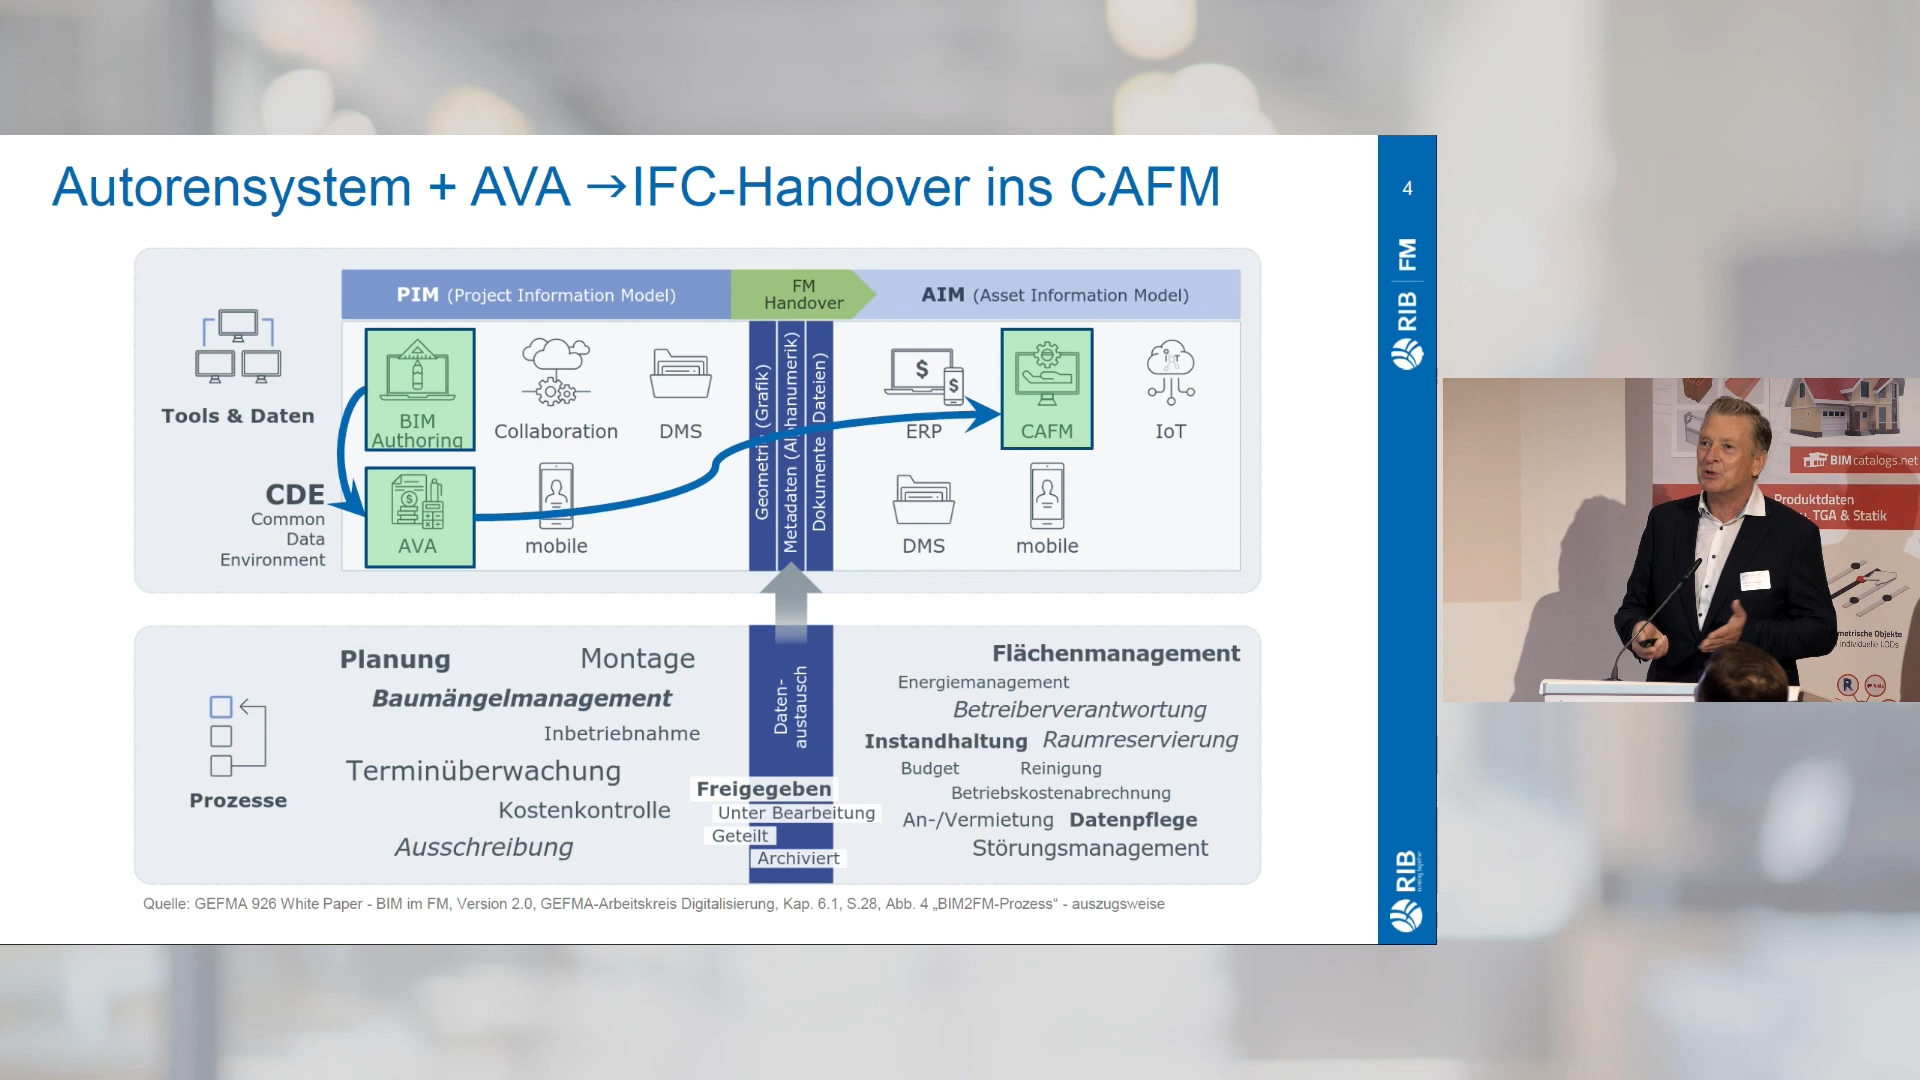 Autorensystem + AVA →IFC-Handover ins CAFM
4
RIB | FM
PIM (Project Information Model)
FM
Handover
AIM (Asset Information Model)
Tools & Daten
BIM
Authoring
Collaboration
DMS
Geometrie (Grafik)
Metadaten (Alphanumerik)
Dokumente (Dateien)
$
$
ERP
CAFM
IoT
IoT
CDE
Common
Data
Environment
$
AVA
mobile
DMS
mobile
Prozesse
Planung
Montage
Baumängelmanagement
Inbetriebnahme
Terminüberwachung
Kostenkontrolle
Ausschreibung
Daten-
austausch
Freigegeben
Unter Bearbeitung
Geteilt
Archiviert
Flächenmanagement
Energiemanagement
Betreiberverantwortung
Instandhaltung Raumreservierung
Budget Reinigung
Betriebskostenabrechnung
An-/Vermietung Datenpflege
Störungsmanagement
Quelle: GEFMA 926 White Paper - BIM im FM, Version 2.0, GEFMA-Arbeitskreis Digitalisierung, Kap. 6.1, S.28, Abb. 4 „BIM2FM-Prozess“ - auszugsweise
RIB
BIMcatalogs.net
Produktdaten
TGA & Statik
metrische Objekte
individuelle LODs
R